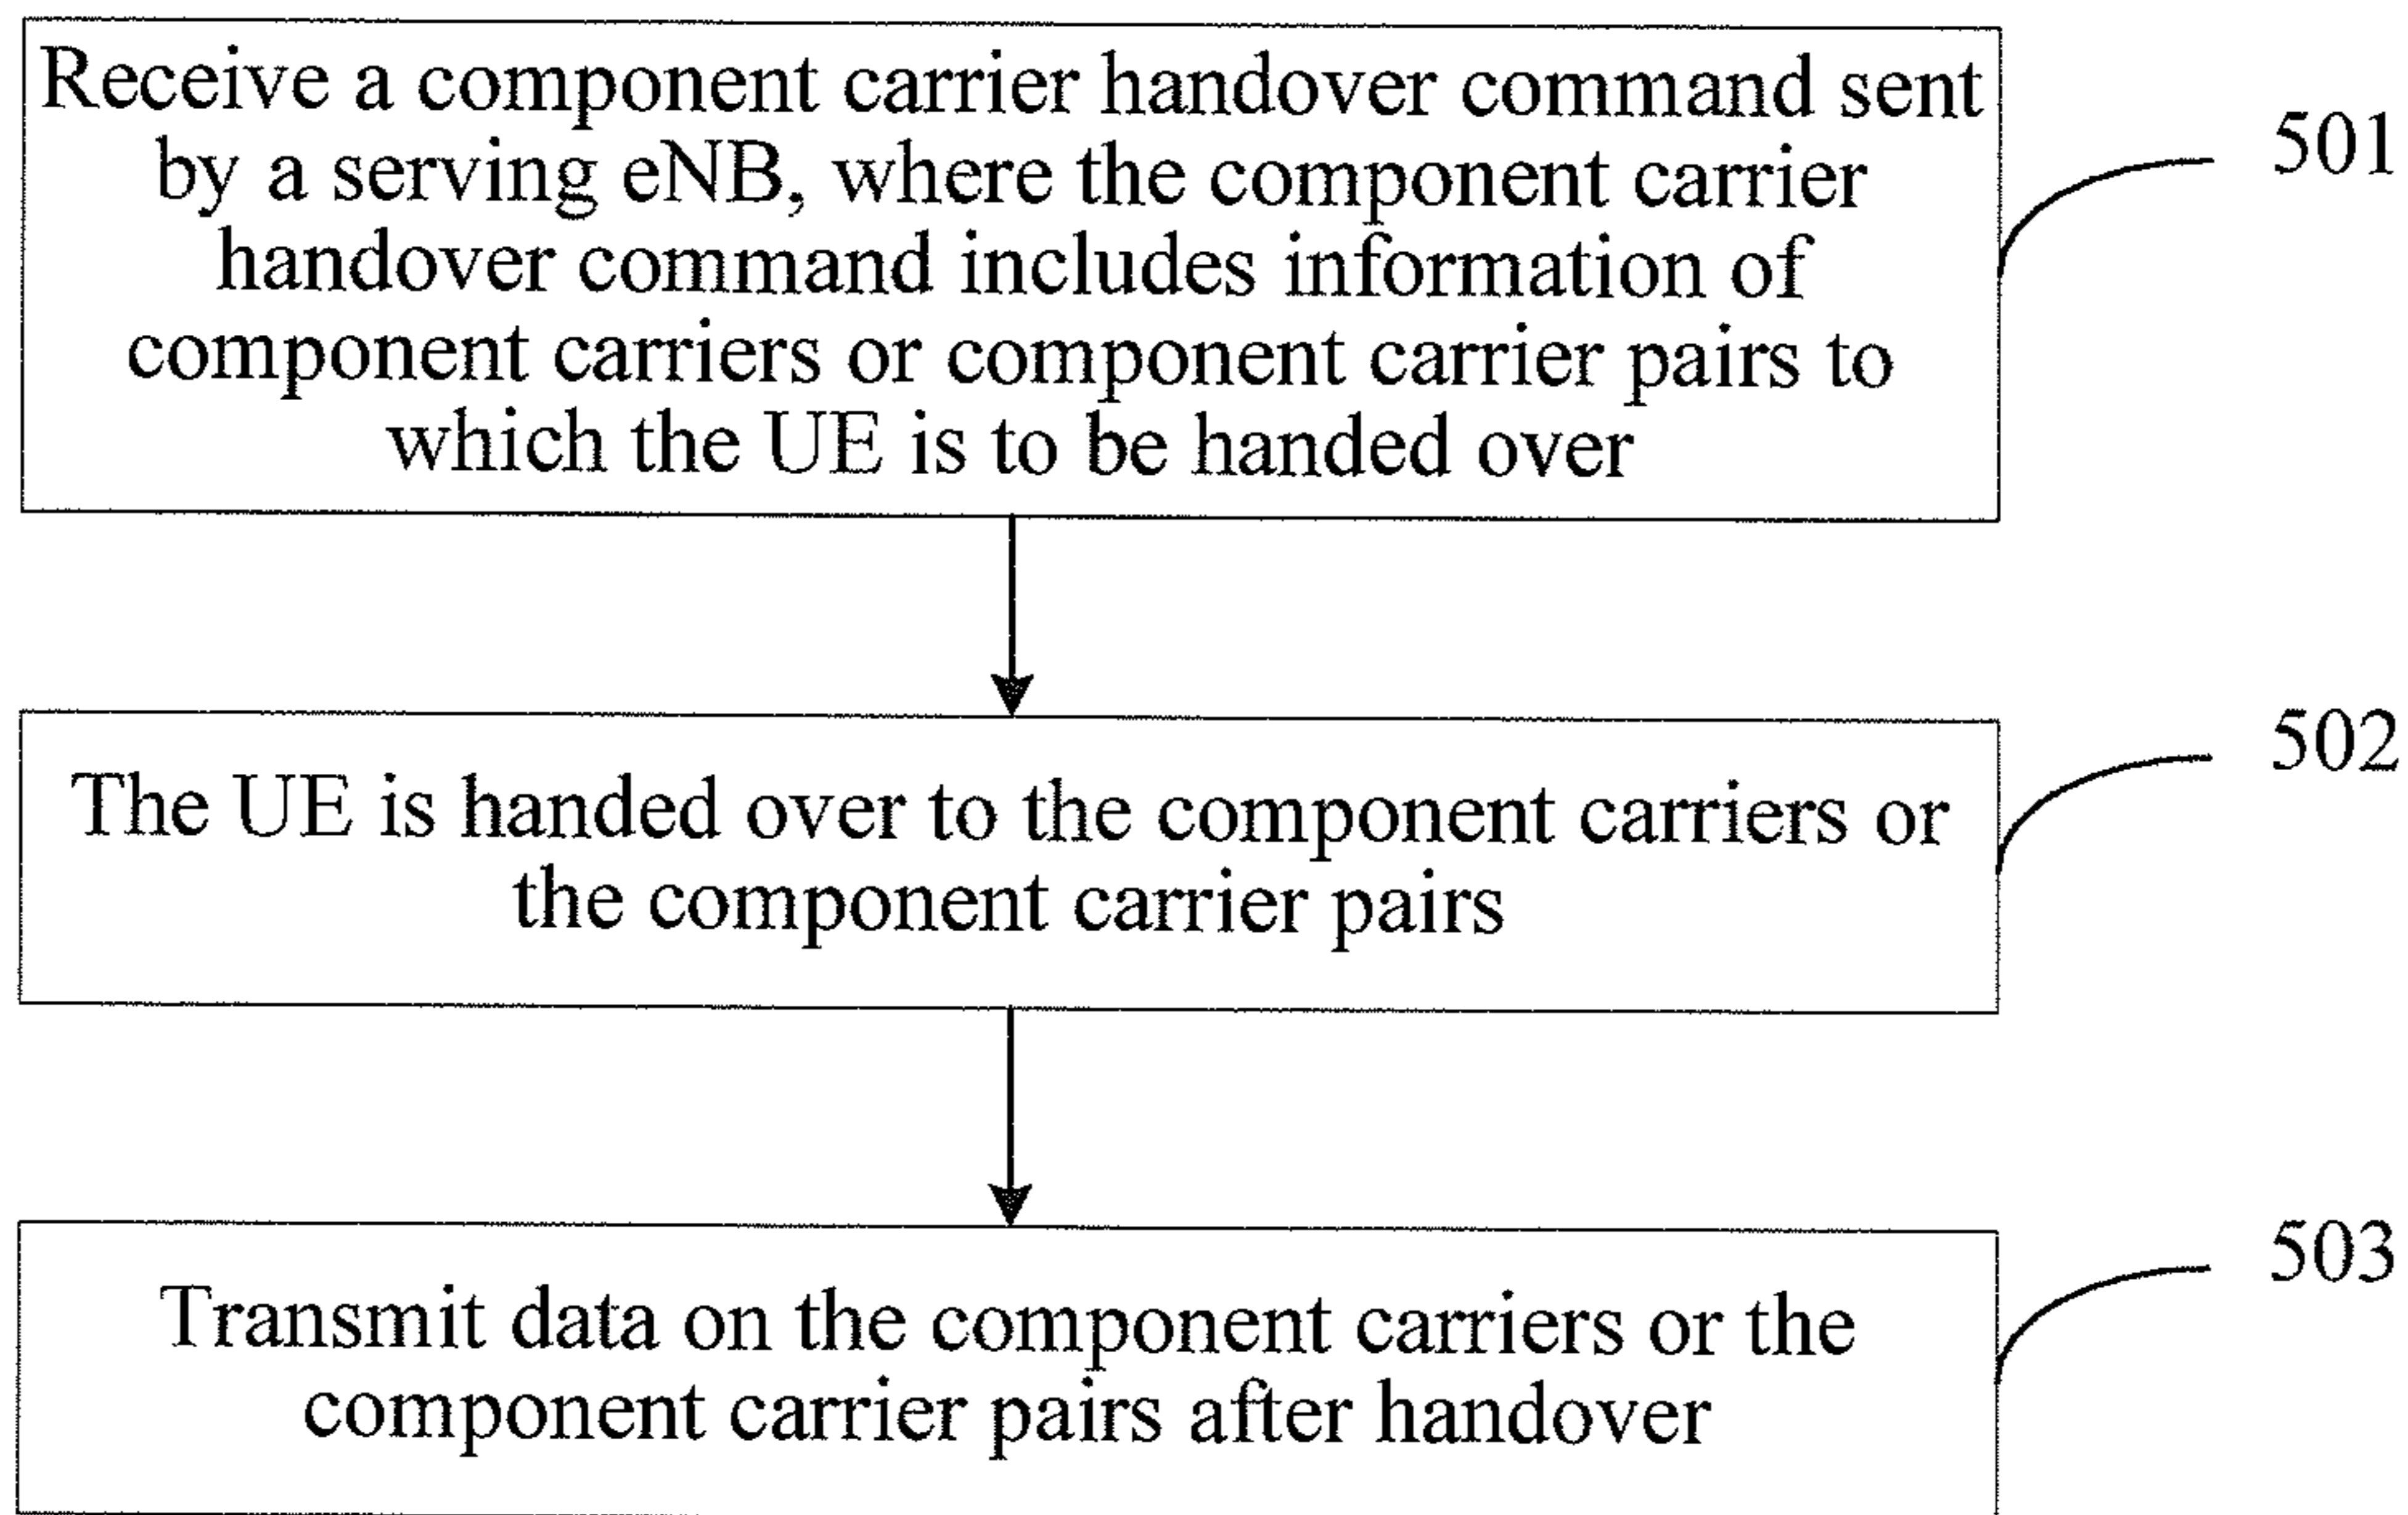 Receive a component carrier handover command sent
by a serving eNB, where the component carrier
handover command includes information of
component carriers or component carrier pairs to
which the UE is to be handed over
501
The UE is handed over to the component carriers or
the component carrier pairs
502
Transmit data on the component carriers or the
component carrier pairs after handover
503